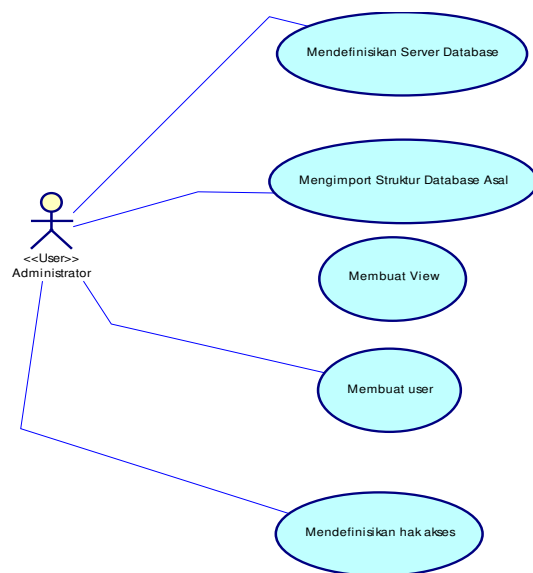 Mendefinisikan Server Database
Mengimport Struktur Database Asal
<<User>>
Administrator
Membuat View
Membuat user
Mendefinisikan hak akses